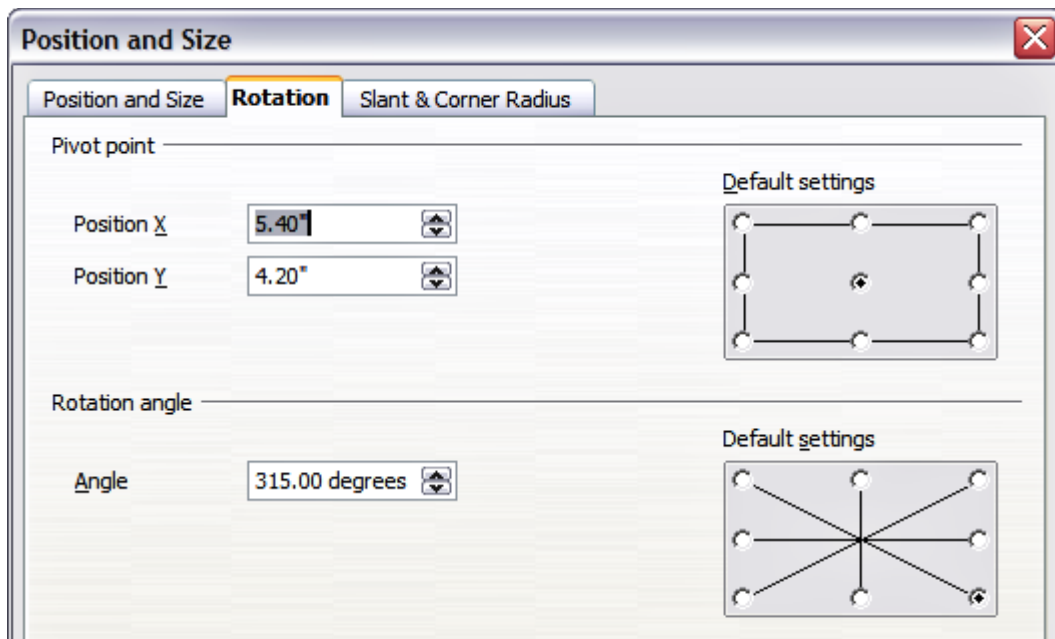 Position and Size
Position and Size Rotation Slant & Corner Radius
Pivot point
Default settings
Position X 5.40"
Position Y 4.20"
Rotation angle
Default settings
Angle 315.00 degrees